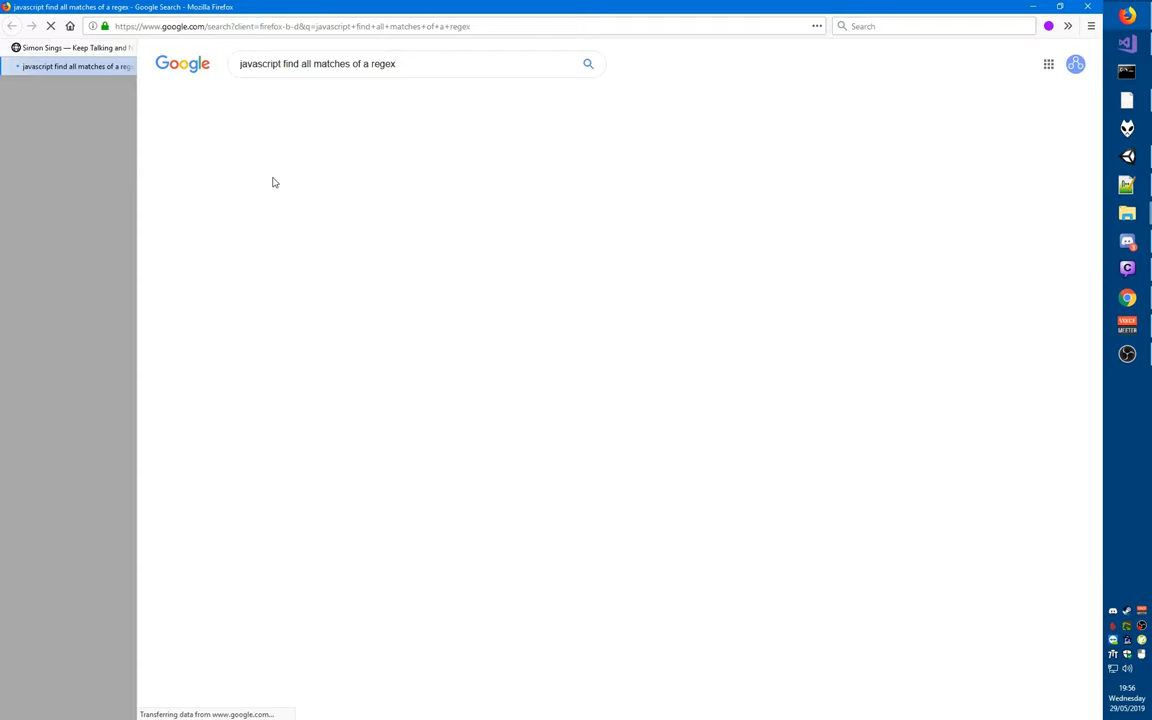 javascript find all matches of a regex - Google Search - Mozilla Firefox
https://www.google.com/search?client=firefox-b-d&q=javascript+find+all+matches+of+a+regex
Search
Simon Sings — Keep Talking and
javascript find all matches of a reg
Google
javascript find all matches of a regex
VOICE
MEETER
19:56
Wednesday
29/05/2019
Transferring data from www.google.com...